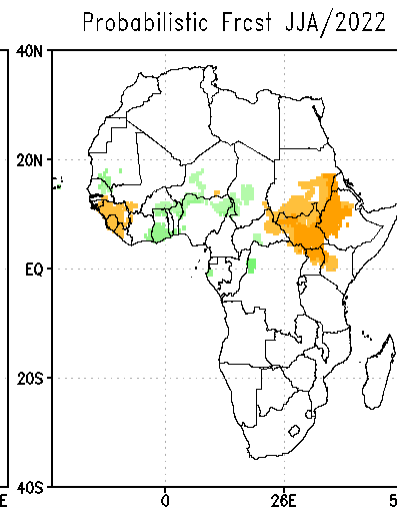 Probabilistic Frcst JJA/2022
40N
20N
EQ
20S
40S
E
0
26E
5